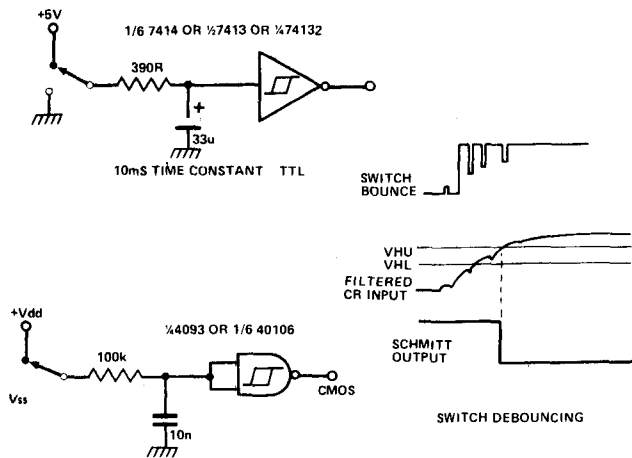 +5V
1/6 7414 OR ½7413 OR ¼74132
390R
+
33u
10mS TIME CONSTANT TTL
SWITCH
BOUNCE
VHU
VHL
FILTERED
CR INPUT
SCHMITT
OUTPUT
SWITCH DEBOUNCING
+Vdd
¼4093 OR 1/6 40106
100k
Vss
CMOS
10n